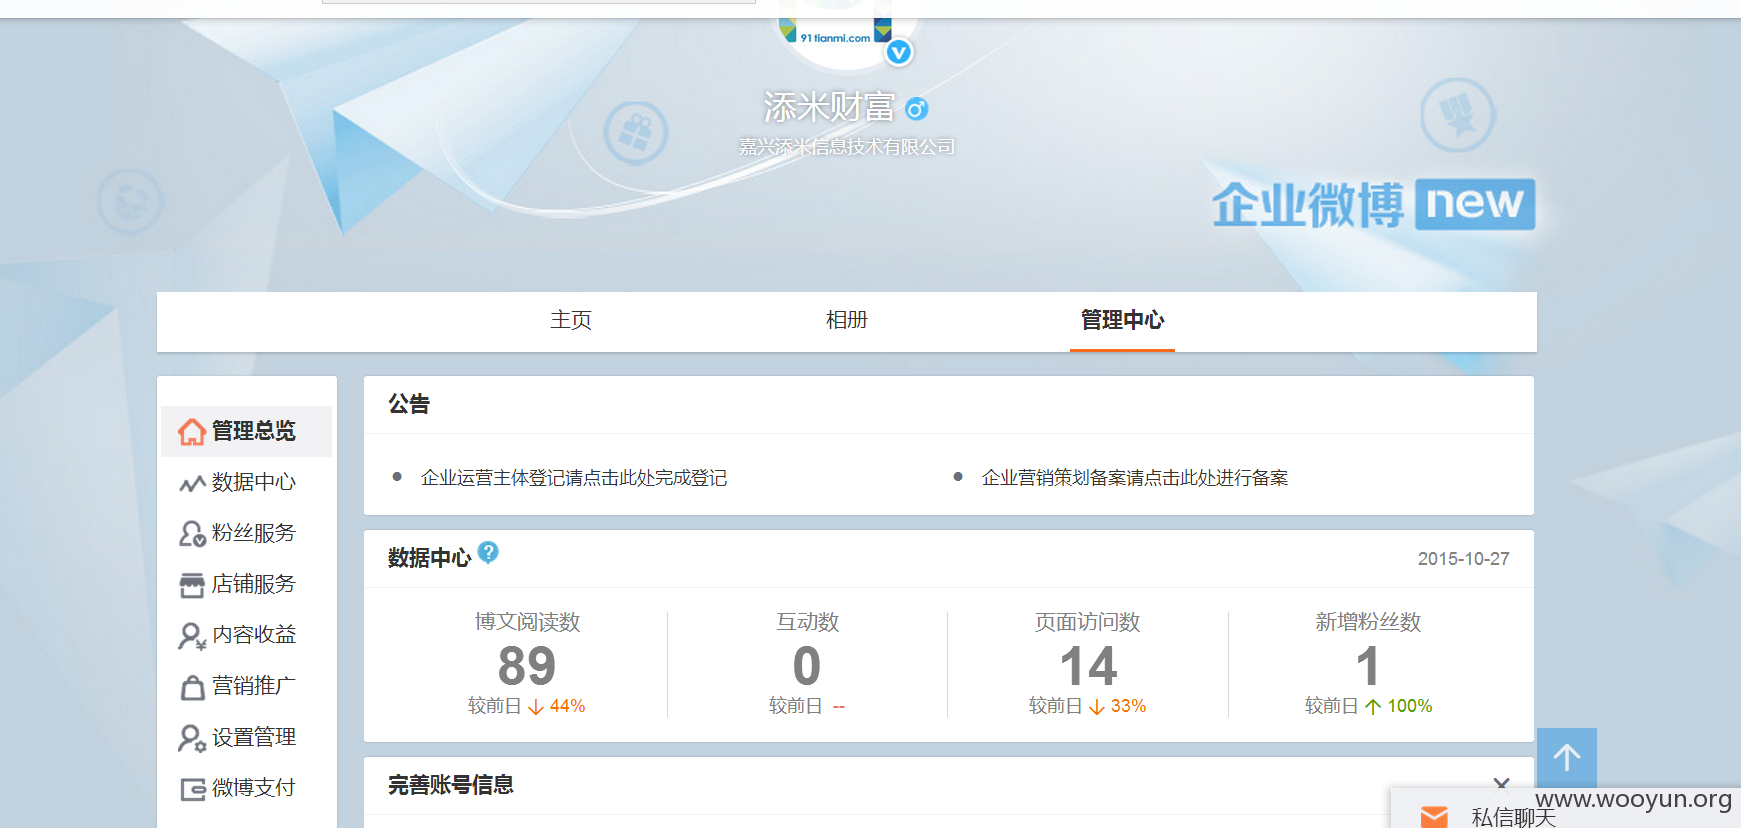 91tianmi.com
添米财富
嘉兴添米信息技术有限公司
企业微博 new
主页 相册 管理中心
管理总览
数据中心
粉丝服务
店铺服务
内容收益
营销推广
设置管理
微博支付
公告
企业运营主体登记请点击此处完成登记
企业营销策划备案请点击此处进行备案
数据中心 ? 2015-10-27
博文阅读数 互动数 页面访问数 新增粉丝数
89 0 14 1
较前日 ↓ 44% 较前日 -- 较前日 ↓ 33% 较前日 ↑ 100%
完善账号信息
www.wooyun.org
私信聊天